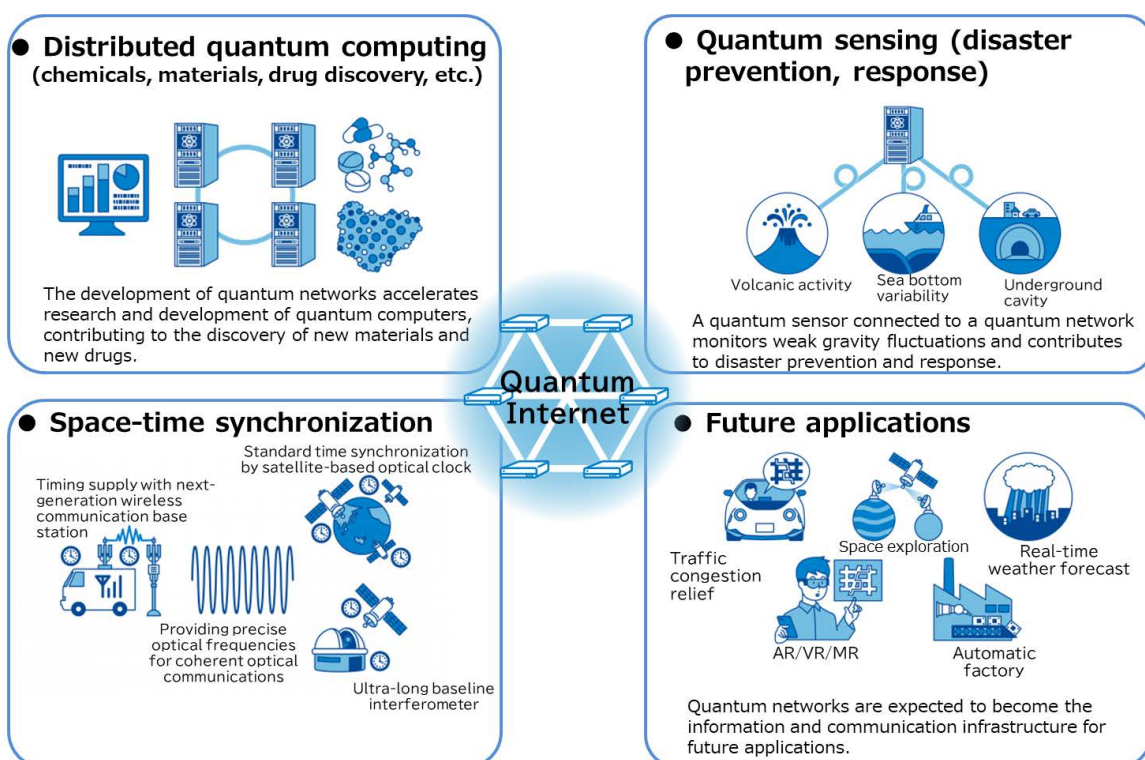 ● Distributed quantum computing
(chemicals, materials, drug discovery, etc.)
The development of quantum networks accelerates
research and development of quantum computers,
contributing to the discovery of new materials and
new drugs.
● Quantum sensing (disaster
prevention, response)
Volcanic activity
Sea bottom
variability
Underground
cavity
A quantum sensor connected to a quantum network
monitors weak gravity fluctuations and contributes
to disaster prevention and response.
Quantum
Internet
● Space-time synchronization
Standard time synchronization
by satellite-based optical clock
Timing supply with next-
generation wireless
communication base
station
Providing precise
optical frequencies
for coherent optical
communications
Ultra-long baseline
interferometer
● Future applications
Traffic
congestion
relief
Space exploration
Real-time
weather forecast
AR/VR/MR
Automatic
factory
Quantum networks are expected to become the
information and communication infrastructure for
future applications.